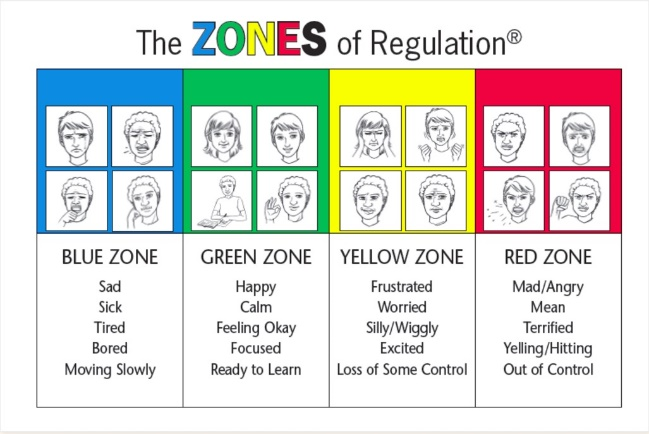 The ZONES of Regulation®
BLUE ZONE
Sad
Sick
Tired
Bored
Moving Slowly
GREEN ZONE
Happy
Calm
Feeling Okay
Focused
Ready to Learn
YELLOW ZONE
Frustrated
Worried
Silly/Wiggly
Excited
Loss of Some Control
RED ZONE
Mad/Angry
Mean
Terrified
Yelling/Hitting
Out of Control